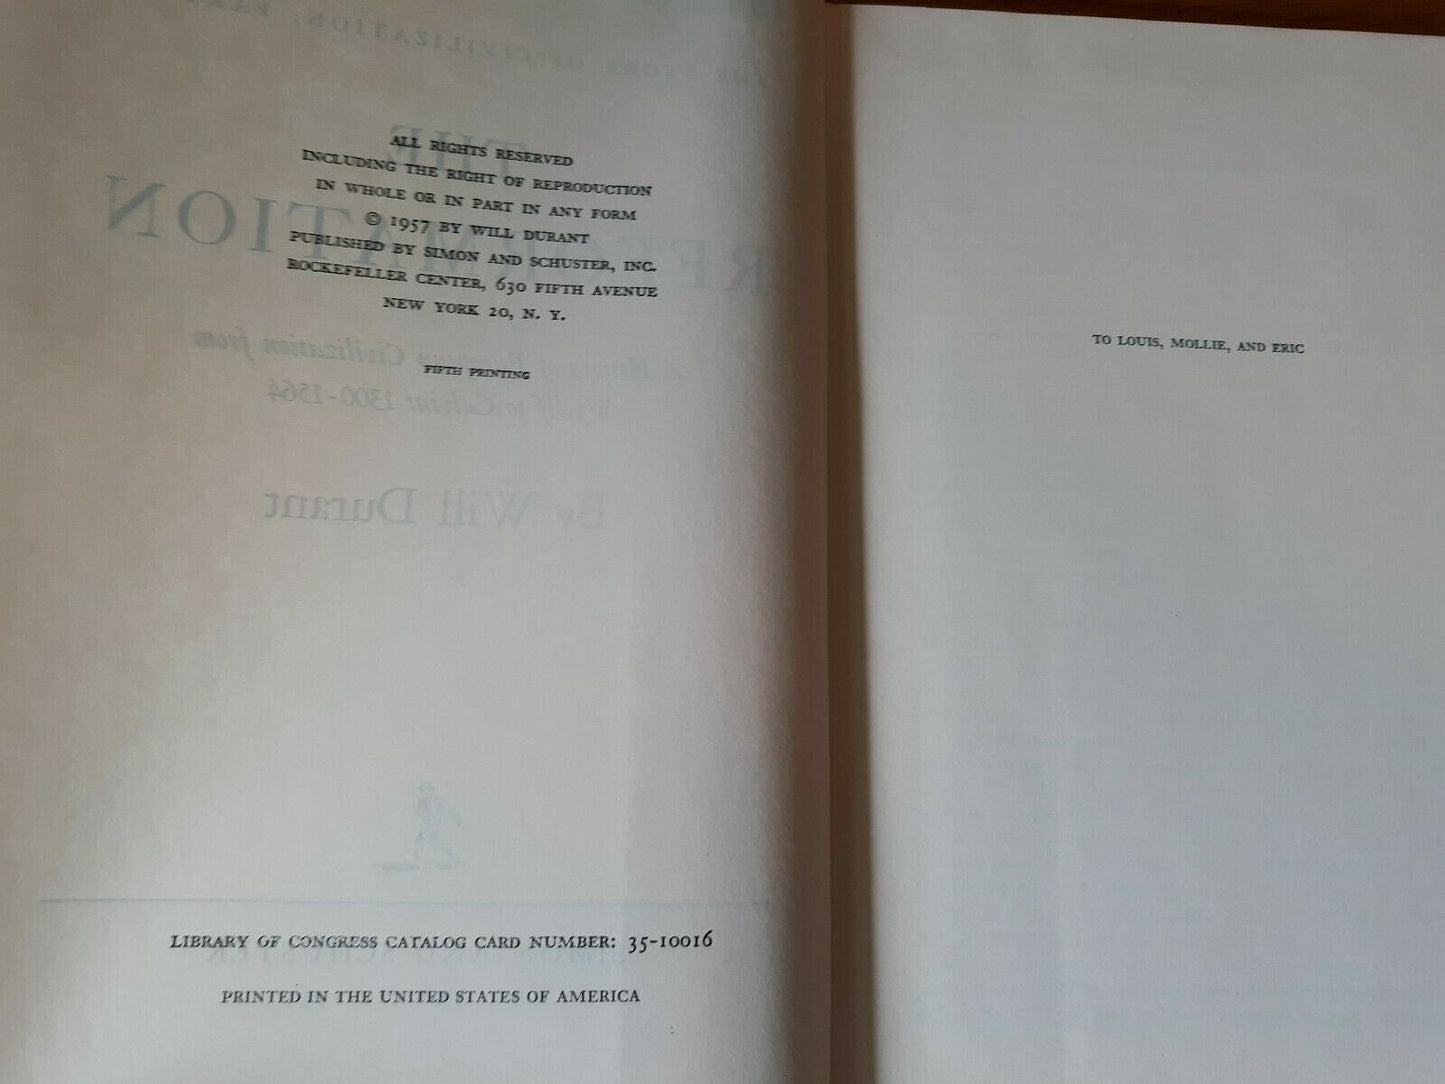 ALL RIGHTS RESERVED
INCLUDING THE RIGHT OF REPRODUCTION
IN WHOLE OR IN PART IN ANY FORM
© 1957 BY WILL DURANT
PUBLISHED BY SIMON AND SCHUSTER, INC.
ROCKEFELLER CENTER, 630 FIFTH AVENUE
NEW YORK 20, N. Y.
FIFTH PRINTING
LIBRARY OF CONGRESS CATALOG CARD NUMBER: 35-10016
PRINTED IN THE UNITED STATES OF AMERICA
TO LOUIS, MOLLIE, AND ERIC